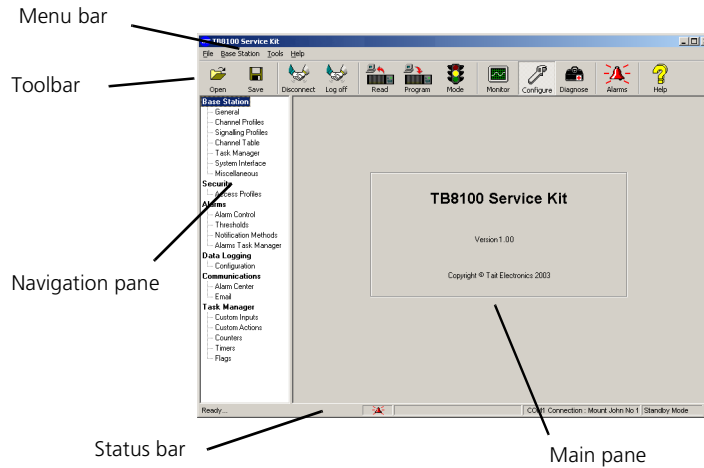 Menu bar
TB8100 Service Kit
File Base Station Tools Help
Toolbar
Open Save Disconnect Log off Read Program Mode Monitor Configure Diagnose Alarms Help
Base Station
General
Channel Profiles
Signalling Profiles
Channel Table
Task Manager
System Interface
Miscellaneous
Security
Access Profiles
Alarms
Alarm Control
Thresholds
Notification Methods
Alarms Task Manager
Data Logging
Configuration
Communications
Alarm Center
Email
Task Manager
Custom Inputs
Custom Actions
Counters
Timers
Flags
Navigation pane
TB8100 Service Kit
Version 1.00
Copyright © Tait Electronics 2003
Ready... COM1 Connection : Mount John No 1 Standby Mode
Status bar
Main pane